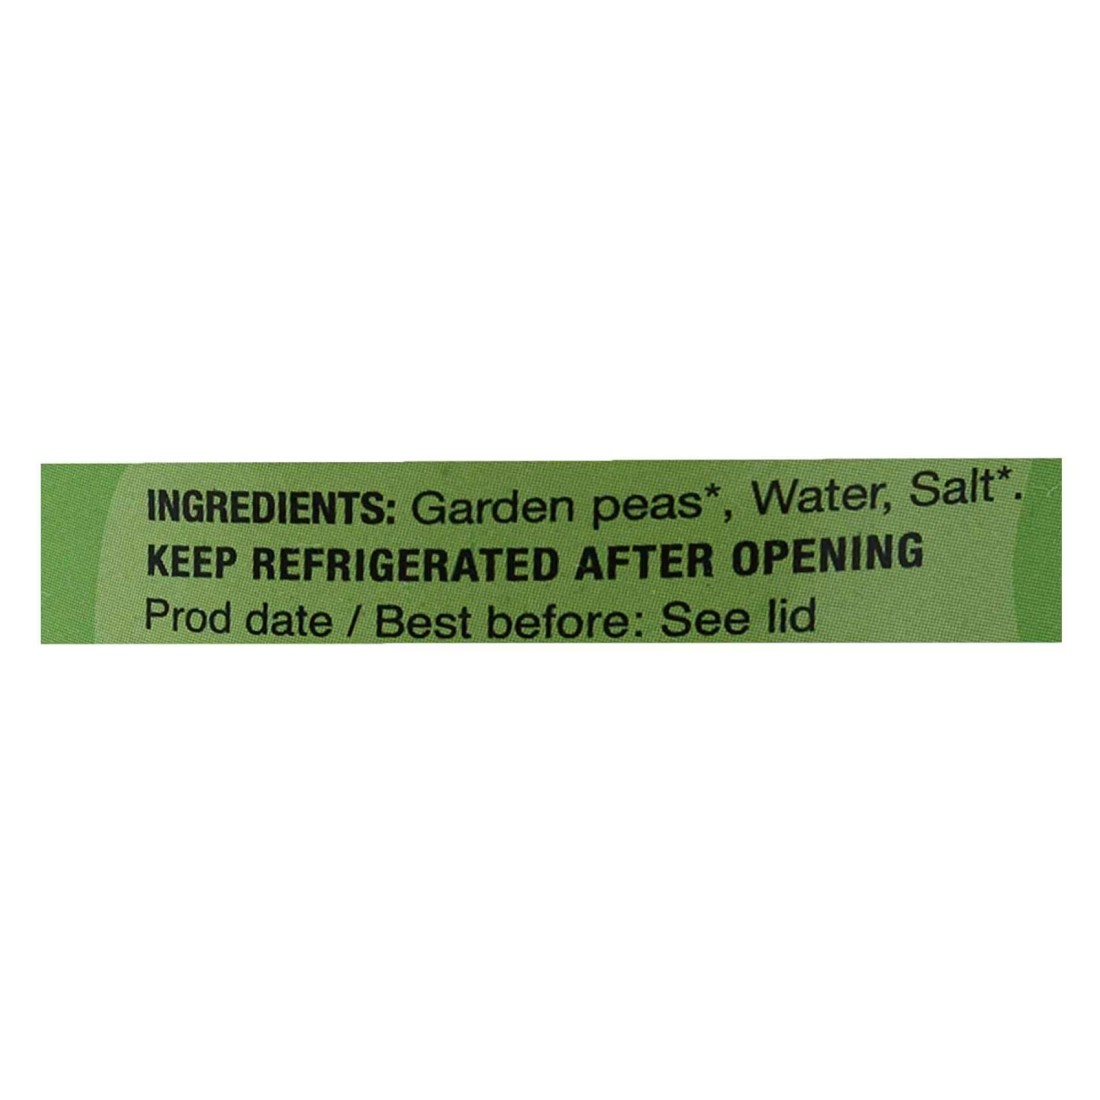 INGREDIENTS: Garden peas*, Water, Salt*.
KEEP REFRIGERATED AFTER OPENING
Prod date / Best before: See lid